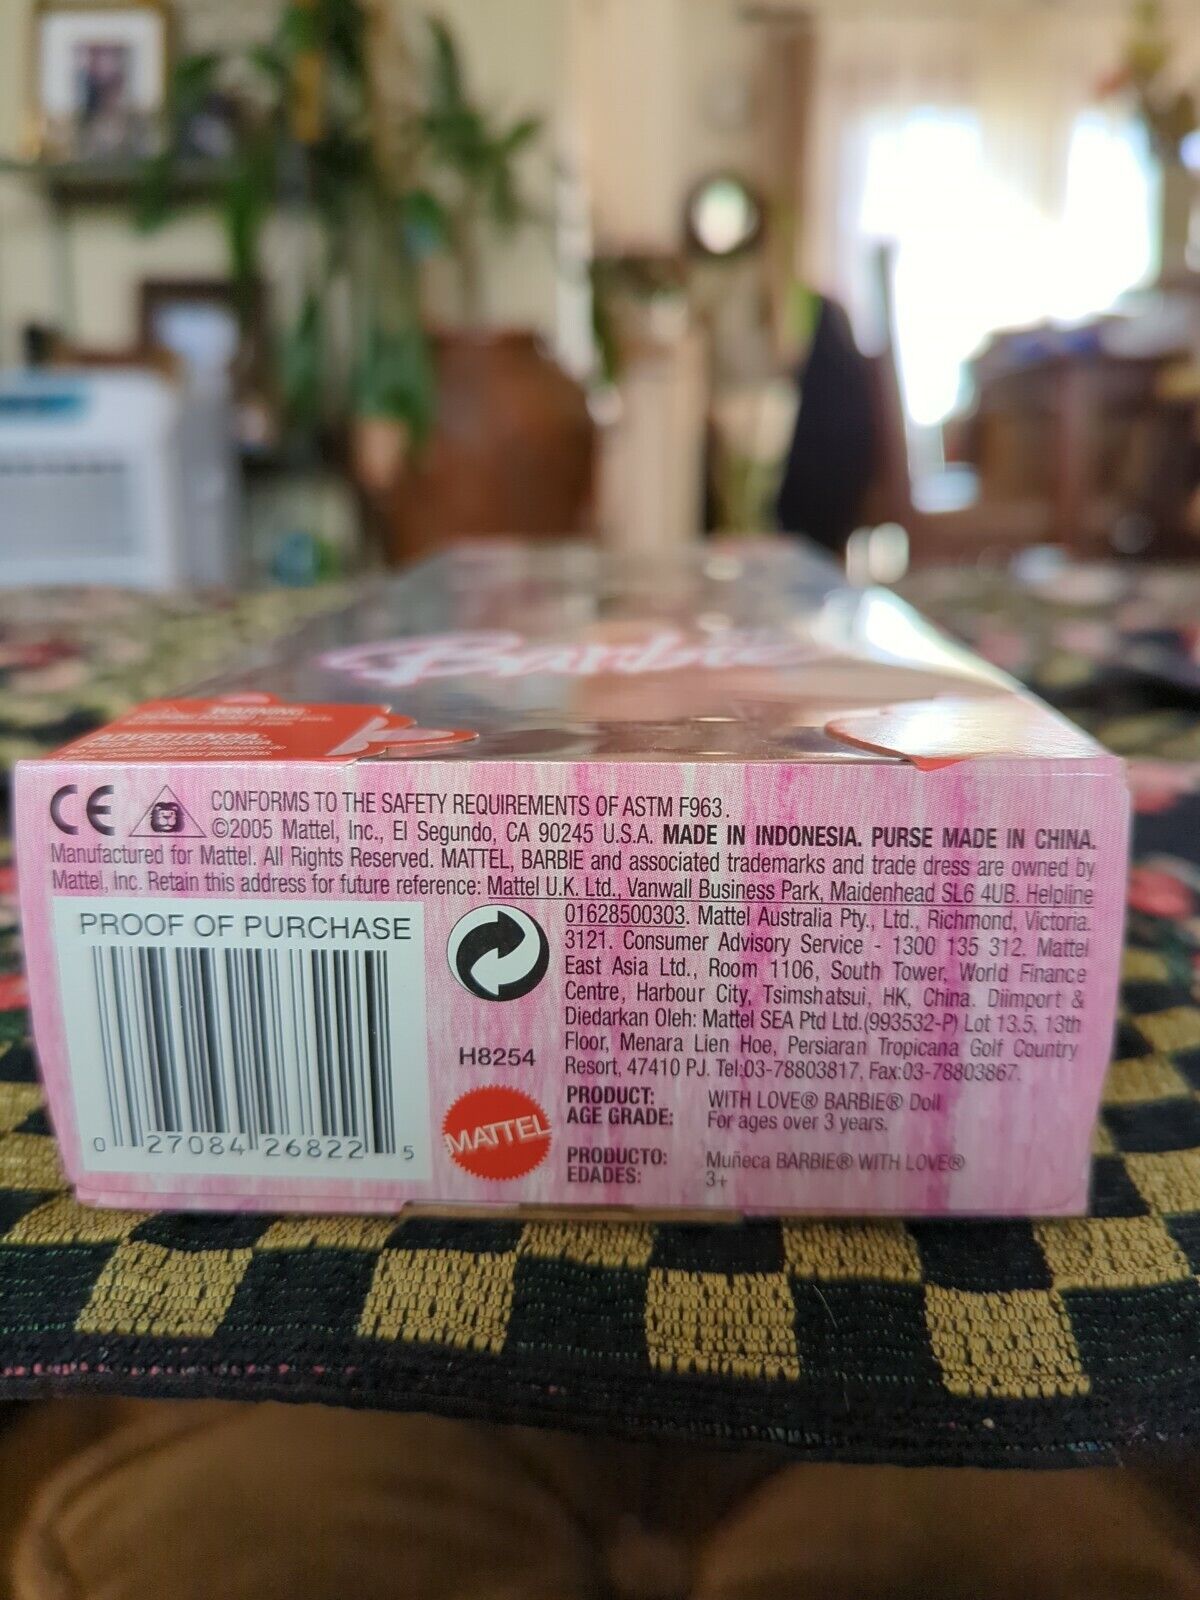 Barbie
WARNING:
ADVERTENCIA:
CE CONFORMS TO THE SAFETY REQUIREMENTS OF ASTM F963.
©2005 Mattel, Inc., El Segundo, CA 90245 U.S.A. MADE IN INDONESIA. PURSE MADE IN CHINA.
Manufactured for Mattel. All Rights Reserved. MATTEL, BARBIE and associated trademarks and trade dress are owned by
Mattel, Inc. Retain this address for future reference: Mattel U.K. Ltd., Vanwall Business Park, Maidenhead SL6 4UB. Helpline
01628500303. Mattel Australia Pty., Ltd., Richmond, Victoria.
3121. Consumer Advisory Service - 1300 135 312. Mattel
East Asia Ltd., Room 1106, South Tower, World Finance
Centre, Harbour City, Tsimshatsui, HK, China. Diimport &
Diedarkan Oleh: Mattel SEA Ptd Ltd.(993532-P) Lot 13.5, 13th
Floor, Menara Lien Hoe, Persiaran Tropicana Golf Country
Resort, 47410 PJ. Tel:03-78803817, Fax:03-78803867.
PROOF OF PURCHASE
0 27084 26822 5
H8254
MATTEL
PRODUCT: WITH LOVE® BARBIE® Doll
AGE GRADE: For ages over 3 years.
PRODUCTO: Muñeca BARBIE® WITH LOVE®
EDADES: 3+